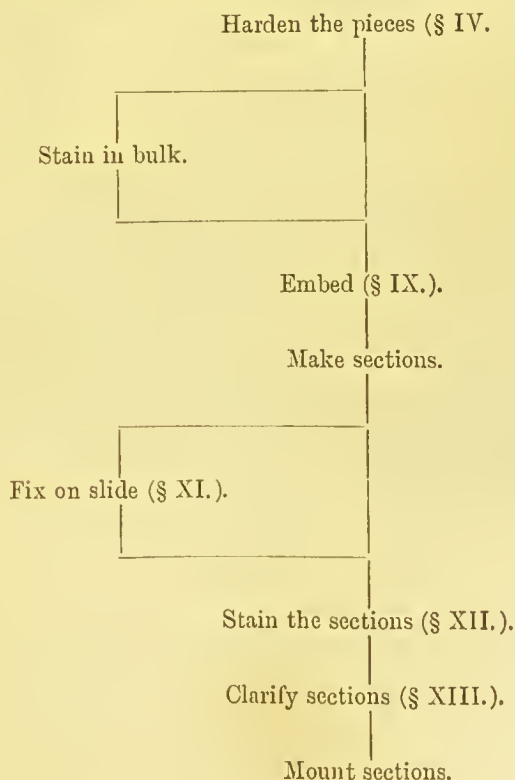 Harden the pieces (§ IV.
Stain in bulk.
Embed (§ IX.).
Make sections.
Fix on slide (§ XI.).
Stain the sections (§ XII.).
Clarify sections (§ XIII.).
Mount sections.